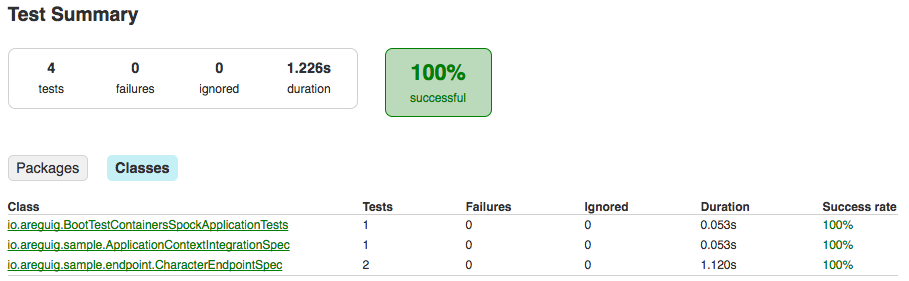 Test Summary
4 0 0 1.226s
tests failures ignored duration
100%
successful
Packages Classes
Class Tests Failures Ignored Duration Success rate
io.areguig.BootTestContainersSpockApplicationTests 1 0 0 0.053s 100%
io.areguig.sample.ApplicationContextIntegrationSpec 1 0 0 0.053s 100%
io.areguig.sample.endpoint.CharacterEndpointSpec 2 0 0 1.120s 100%